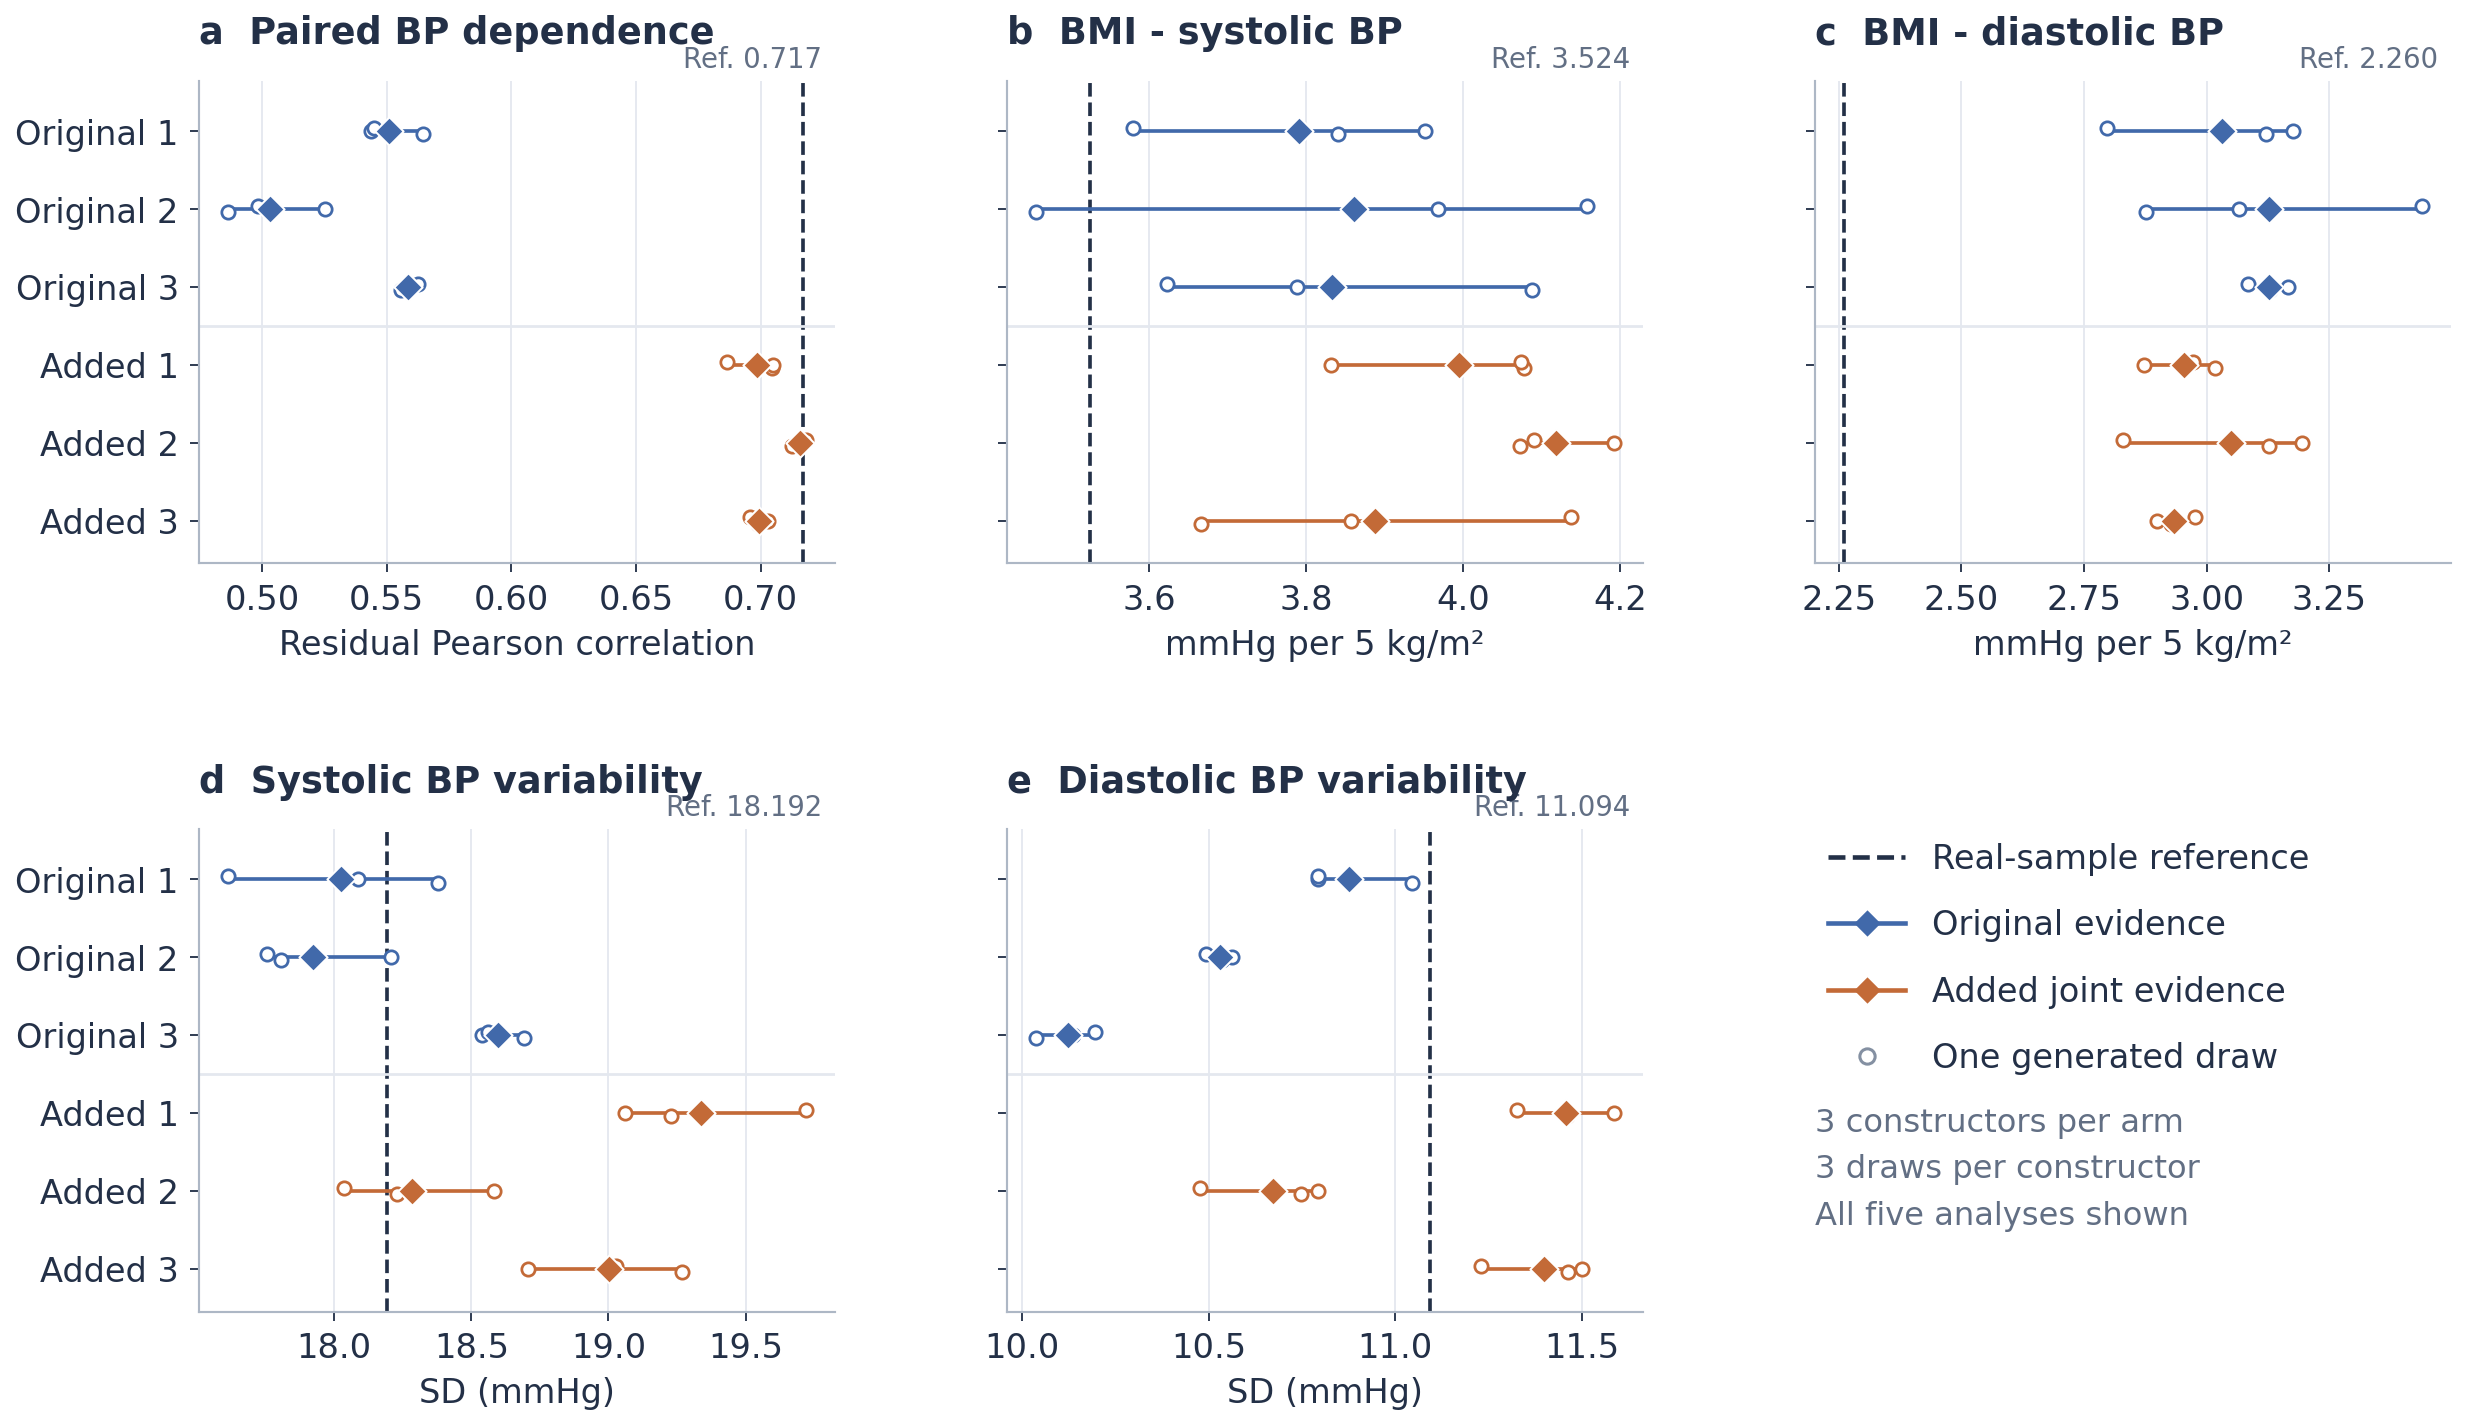 a Paired BP dependence
Ref. 0.717
Original 1
Original 2
Original 3
Added 1
Added 2
Added 3
0.50 0.55 0.60 0.65 0.70
Residual Pearson correlation
b BMI - systolic BP
Ref. 3.524
3.6 3.8 4.0 4.2
mmHg per 5 kg/m²
c BMI - diastolic BP
Ref. 2.260
2.25 2.50 2.75 3.00 3.25
mmHg per 5 kg/m²
d Systolic BP variability
Ref. 18.192
Original 1
Original 2
Original 3
Added 1
Added 2
Added 3
18.0 18.5 19.0 19.5
SD (mmHg)
e Diastolic BP variability
Ref. 11.094
10.0 10.5 11.0 11.5
SD (mmHg)
Real-sample reference
Original evidence
Added joint evidence
One generated draw
3 constructors per arm
3 draws per constructor
All five analyses shown